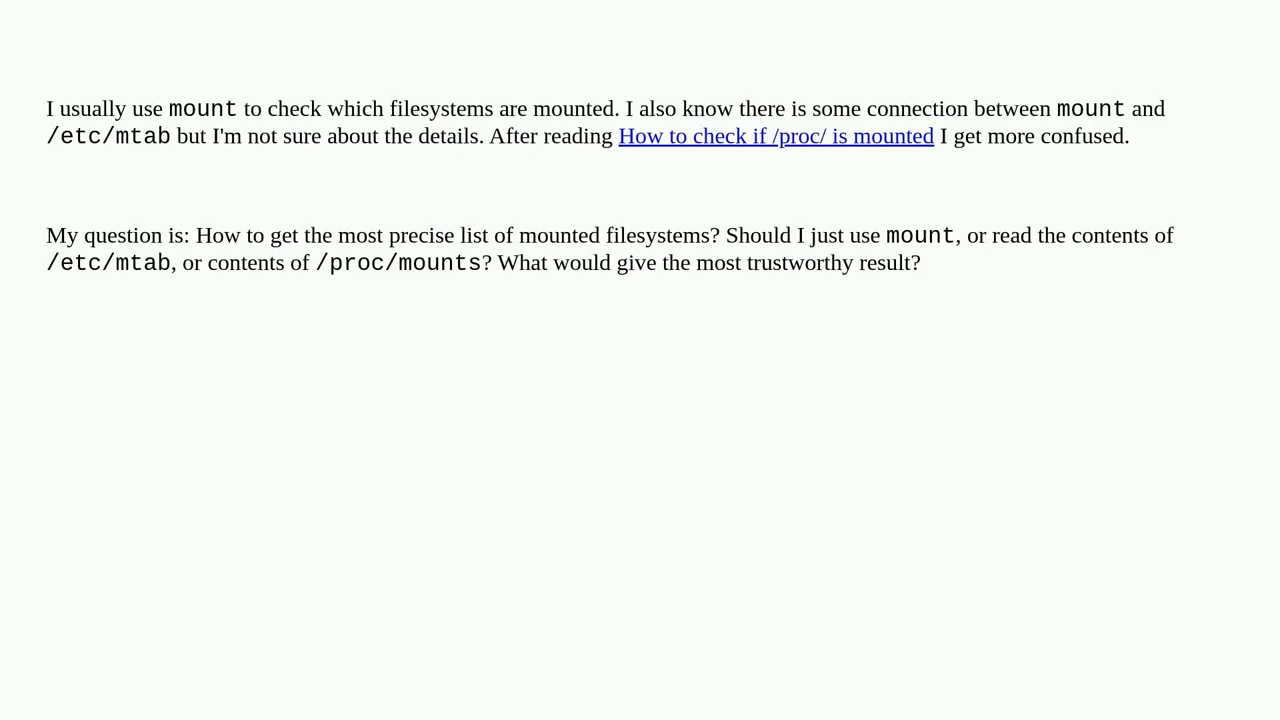 I usually use mount to check which filesystems are mounted. I also know there is some connection between mount and
/etc/mtab but I'm not sure about the details. After reading How to check if /proc/ is mounted I get more confused.
My question is: How to get the most precise list of mounted filesystems? Should I just use mount, or read the contents of
/etc/mtab, or contents of /proc/mounts? What would give the most trustworthy result?